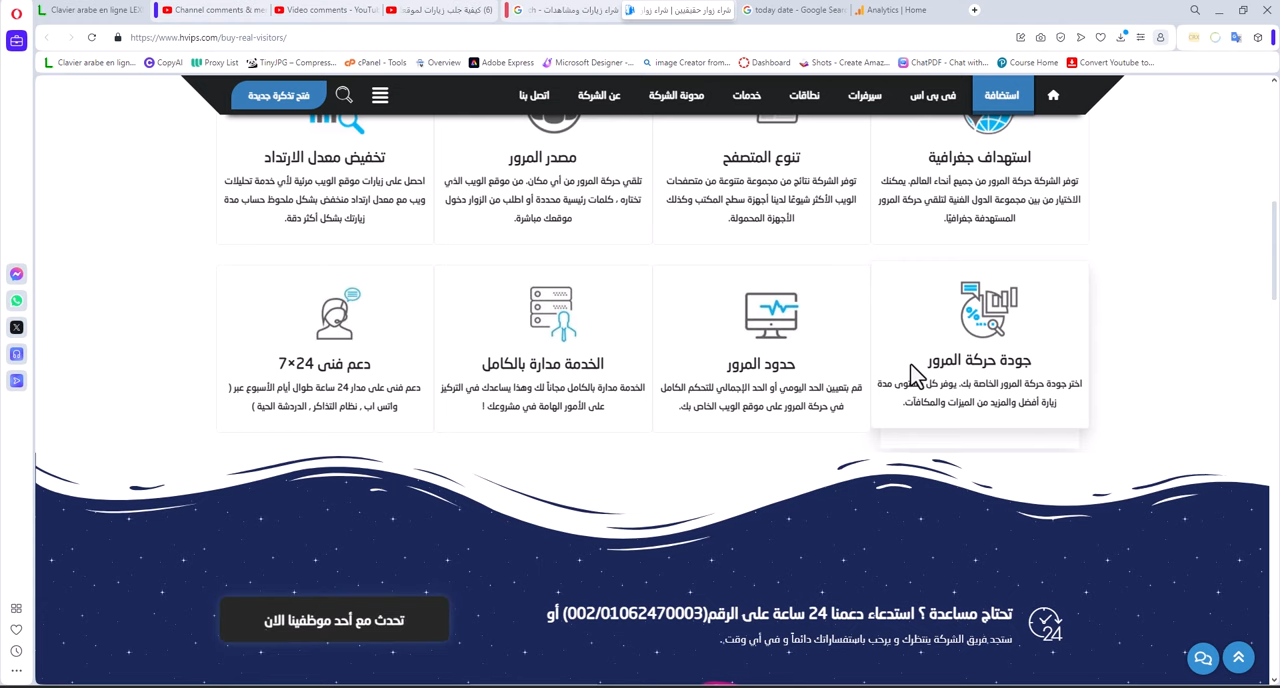 Clavier arabe en ligne LEX
Channel comments & me
Video comments - YouTu
(6) كيفية جلب زيارات لموق
شراء زيارات ومشاهدات - ch
شراء زوار حقيقيين | شراء زوار
today date - Google Sear
Analytics | Home
https://www.hvips.com/buy-real-visitors/
Clavier arabe en lign...
CopyAI
Proxy List
TinyJPG – Compress...
cPanel - Tools
Overview
Adobe Express
Microsoft Designer -...
image Creator from...
Dashboard
Shots - Create Amaz...
ChatPDF - Chat with...
Course Home
Convert Youtube to...
استضافة
فى بى اس
سيرفرات
نطاقات
خدمات
مدونة الشركة
عن الشركة
اتصل بنا
فتح تذكرة جديدة
استهداف جغرافية
توفر الشركة حركة المرور من جميع أنحاء العالم. يمكنك
الاختيار من بين مجموعة الدول الغنية لتلقي حركة المرور
المستهدفة جغرافيًا.
تنوع المتصفح
توفر الشركة نتائج من مجموعة متنوعة من متصفحات
الويب الأكثر شيوعًا لدينا أجهزة سطح المكتب وكذلك
الأجهزة المحمولة.
مصدر المرور
تلقي حركة المرور من أي مكان. من موقع الويب الذي
تختاره ، كلمات رئيسية محددة أو اطلب من الزوار دخول
موقعك مباشرة.
تخفيض معدل الارتداد
احصل على زيارات موقع الويب مرئية لأي خدمة تحليلات
ويب مع معدل ارتداد منخفض بشكل ملحوظ حساب مدة
زيارتك بشكل أكثر دقة.
جودة حركة المرور
اختر جودة حركة المرور الخاصة بك. يوفر كل مدة
زيارة أفضل والمزيد من الميزات والمكافآت.
حدود المرور
قم بتعيين الحد اليومي أو الحد الإجمالي للتحكم الكامل
في حركة المرور على موقع الويب الخاص بك.
الخدمة مدارة بالكامل
الخدمة مدارة بالكامل مجاناً لك وهذا يساعدك في التركيز
على الأمور الهامة في مشروعك !
دعم فنى 24×7
دعم فنى على مدار 24 ساعة طوال أيام الأسبوع عبر (
واتس اب , نظام التذاكر , الدردشة الحية )
تحتاج مساعدة ؟ استدعاء دعمنا 24 ساعة على الرقم(002/01062470003) أو
ستجد فريق الشركة ينتظرك و يرحب باستفساراتك دائماً و في أي وقت.
24
تحدث مع أحد موظفينا الان